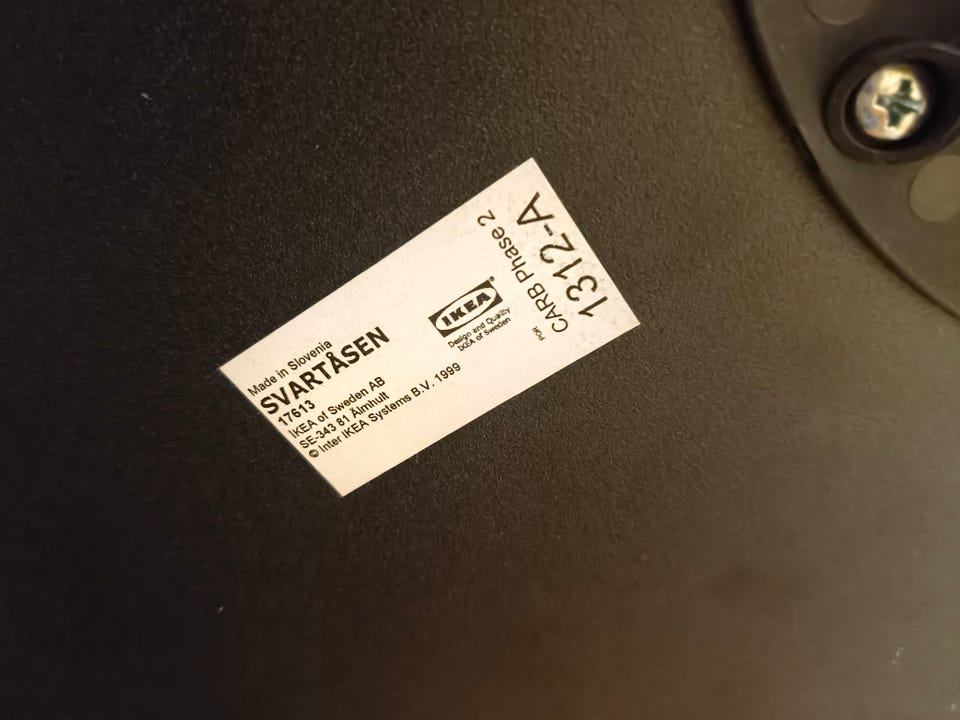 Made in Slovenia
SVARTÅSEN
17613
IKEA of Sweden AB
SE-343 81 Älmhult
© Inter IKEA Systems B.V. 1999
IKEA®
Design and Quality
IKEA of Sweden
CARB Phase 2
1312-A